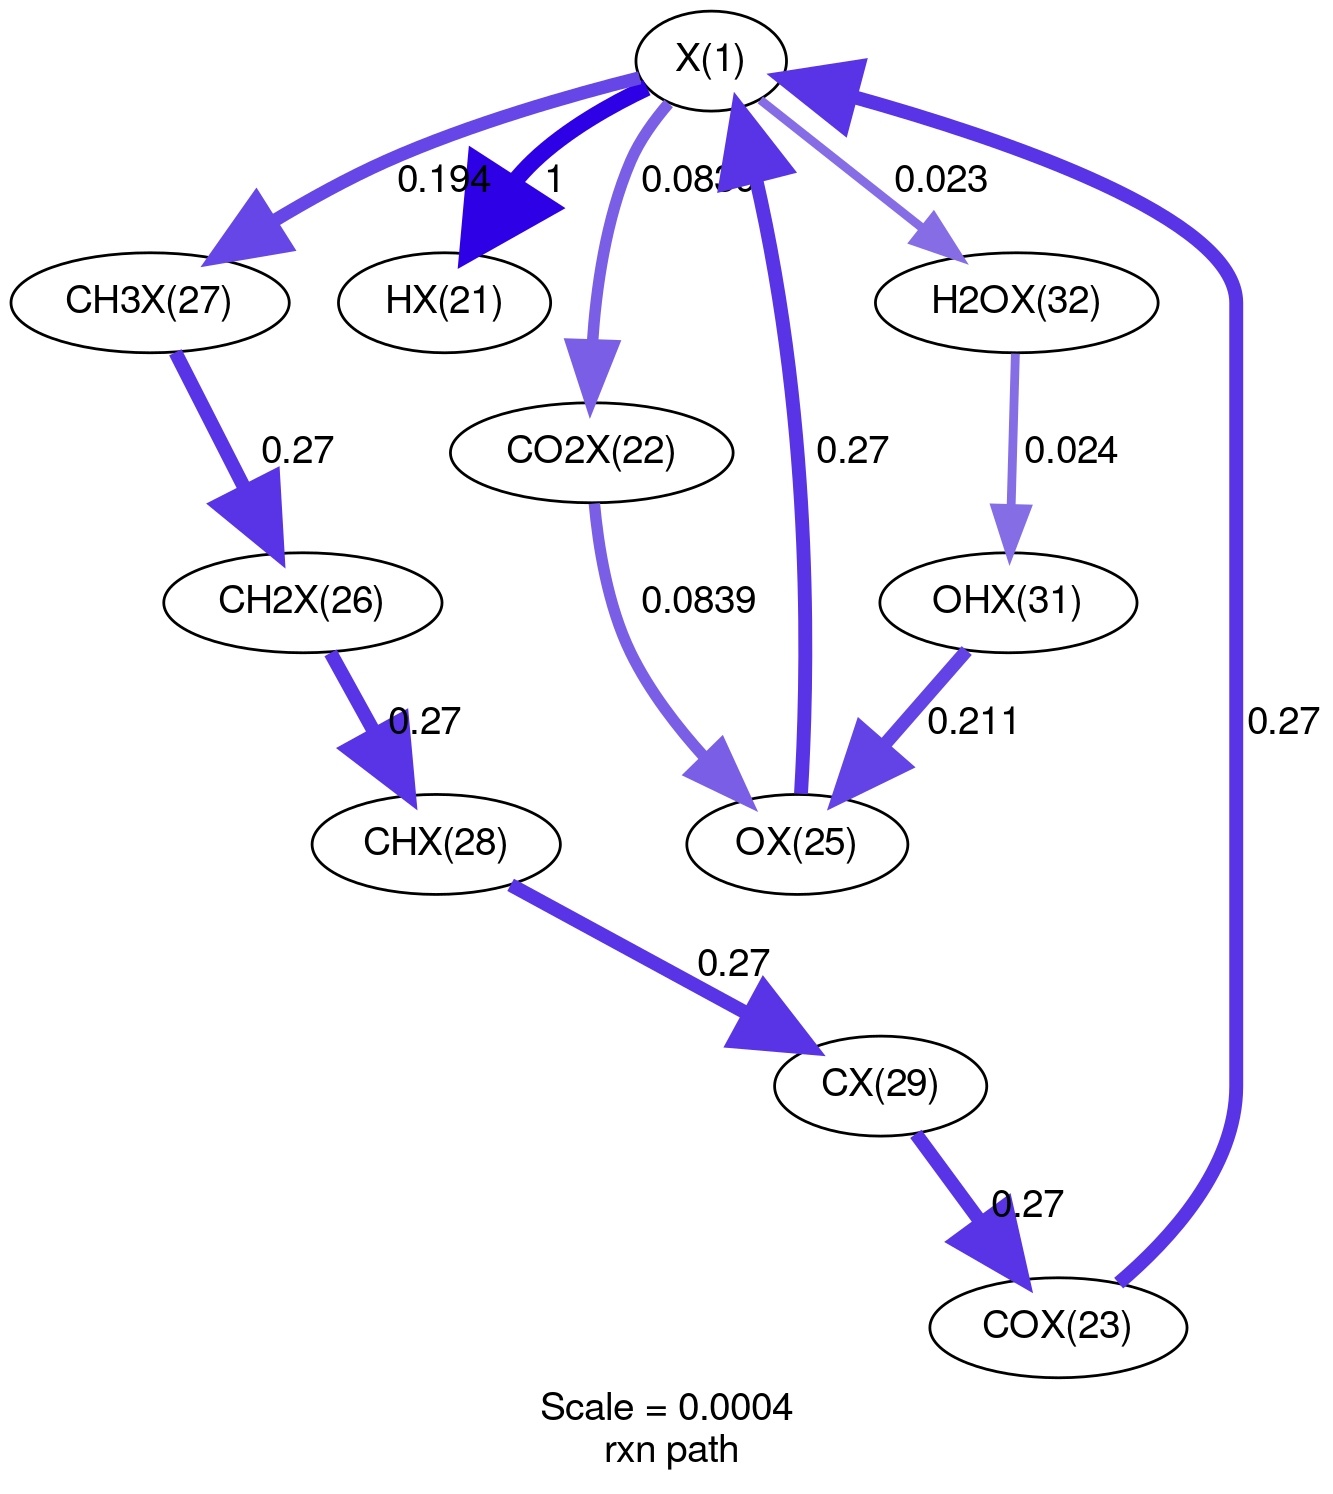 X(1)
0.194
1
0.023
CH3X(27)
HX(21)
H2OX(32)
0.27
CO2X(22)
0.27
0.024
CH2X(26)
0.0839
OHX(31)
0.27
0.211
0.27
CHX(28)
OX(25)
0.27
CX(29)
0.27
COX(23)
Scale = 0.0004
rxn path